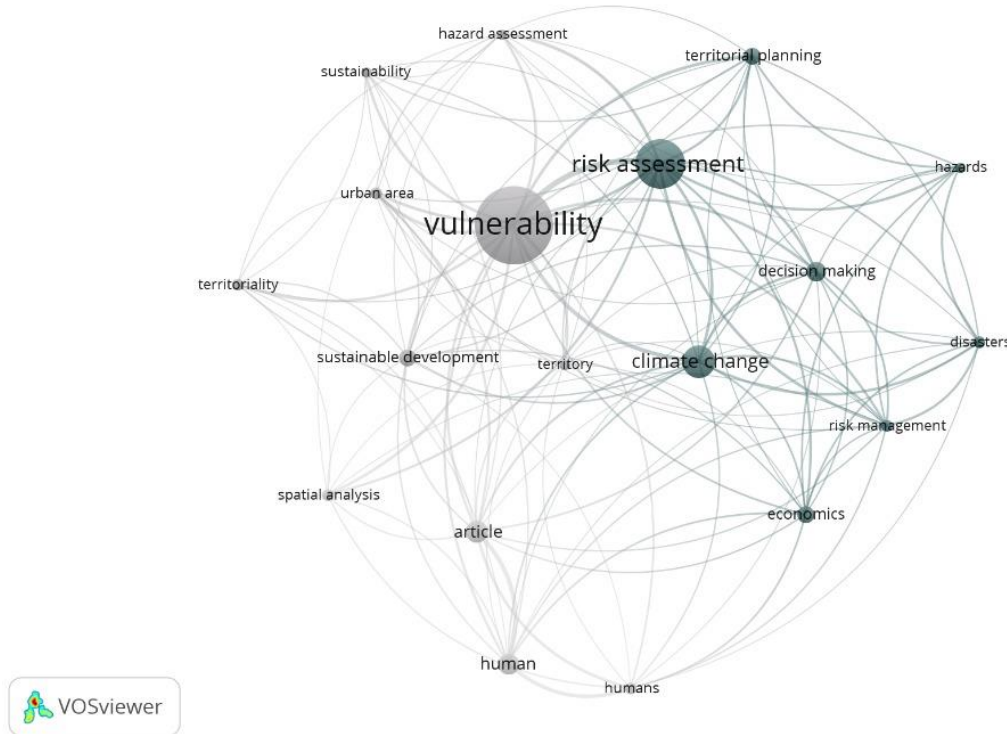 hazard assessment
territorial planning
sustainability
risk assessment
hazards
urban area
vulnerability
decision making
territoriality
disasters
sustainable development
territory
climate change
risk management
spatial analysis
economics
article
human
humans
VOSviewer